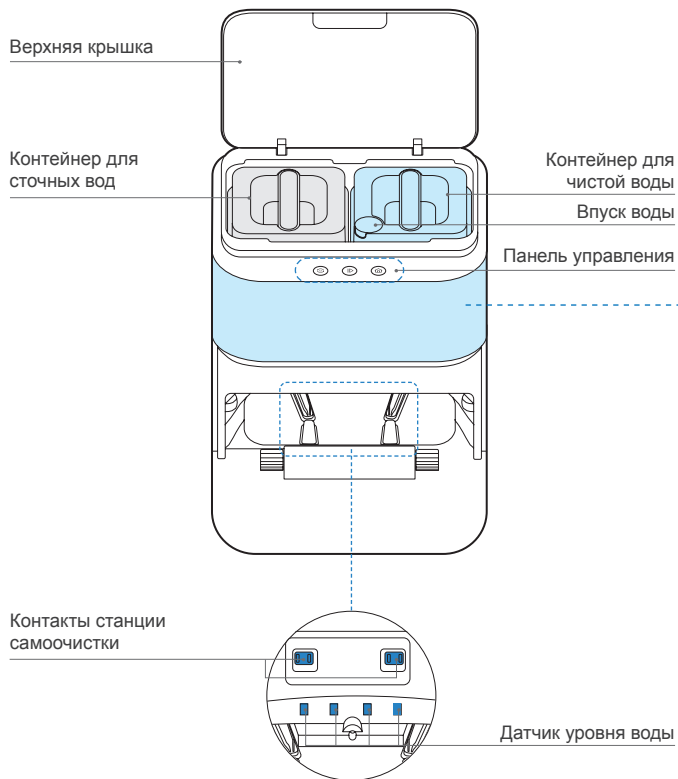 Верхняя крышка
Контейнер для
сточных вод
Контейнер для
чистой воды
Впуск воды
Панель управления
Контакты станции
самоочистки
Датчик уровня воды